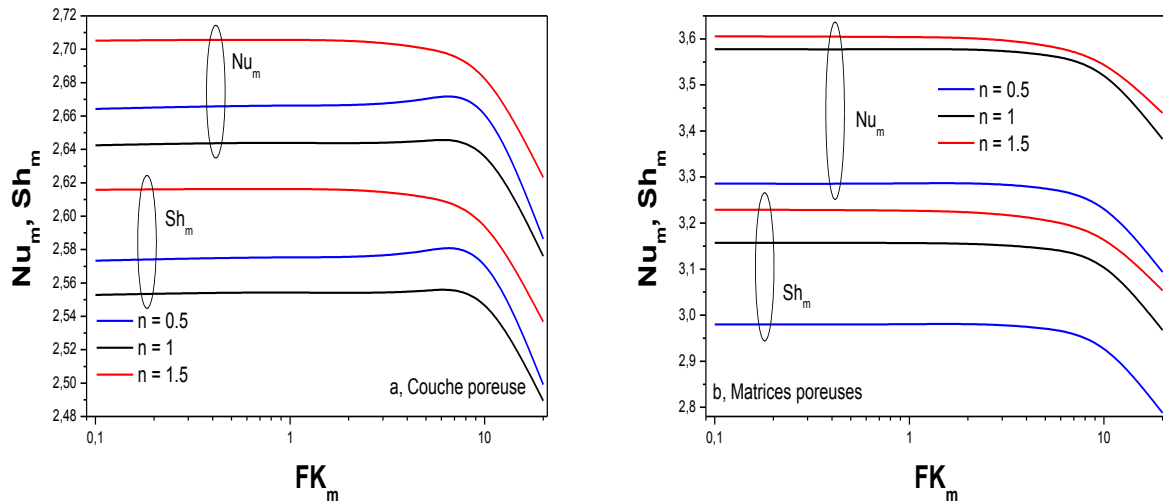 2,72
2,70
2,68
2,66
2,64
2,62
2,60
2,58
2,56
2,54
2,52
2,50
2,48
Nu_m, Sh_m
Nu_m
Sh_m
n = 0.5
n = 1
n = 1.5
a, Couche poreuse
0,1
1
10
FK_m
3,6
3,5
3,4
3,3
3,2
3,1
3,0
2,9
2,8
Nu_m, Sh_m
n = 0.5
n = 1
n = 1.5
Nu_m
Sh_m
b, Matrices poreuses
0,1
1
10
FK_m